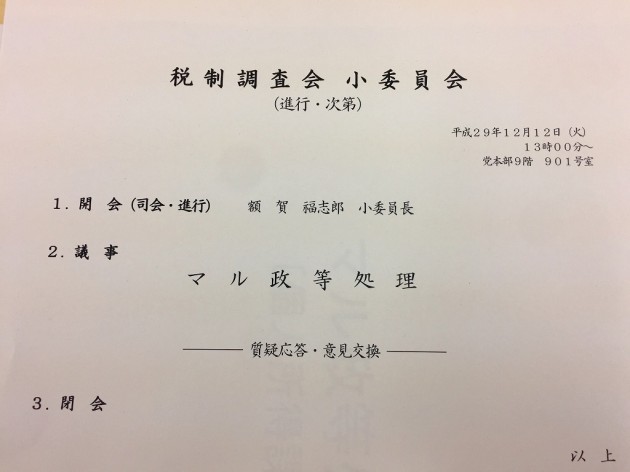 税制調査会 小委員会
(進行・次第)
平成29年12月12日(火)
13時00分~
党本部9階 901号室
1. 開 会 (司会・進行) 額 賀 福志郎 小委員長
2. 議 事
マ ル 政 等 処 理
質疑応答・意見交換
3. 閉 会
以 上